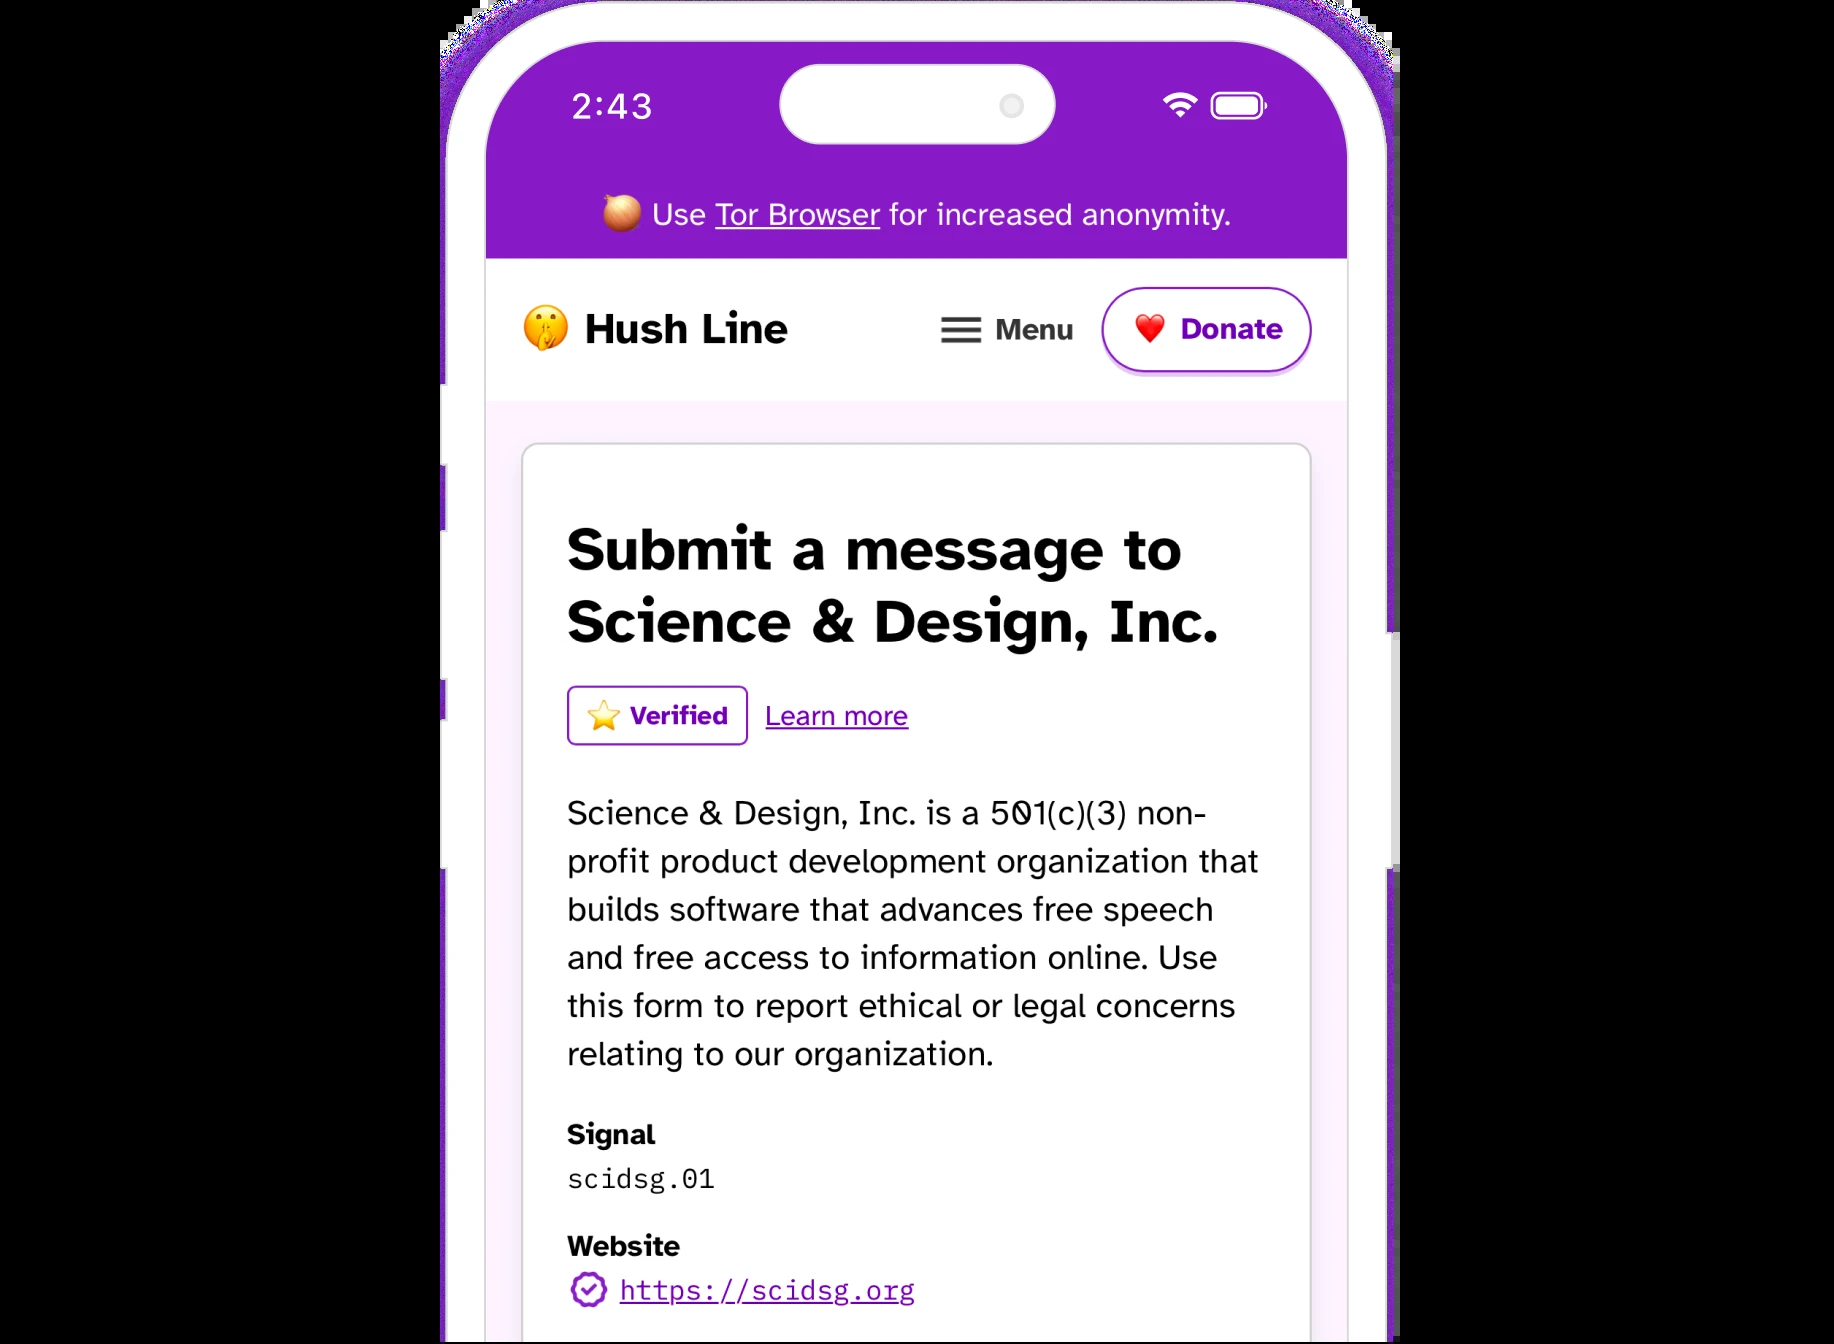 2:43
🧅 Use Tor Browser for increased anonymity.
🤫 Hush Line
Menu
❤️ Donate
Submit a message to
Science & Design, Inc.
⭐ Verified Learn more
Science & Design, Inc. is a 501(c)(3) non-
profit product development organization that
builds software that advances free speech
and free access to information online. Use
this form to report ethical or legal concerns
relating to our organization.
Signal
scidsg.01
Website
https://scidsg.org